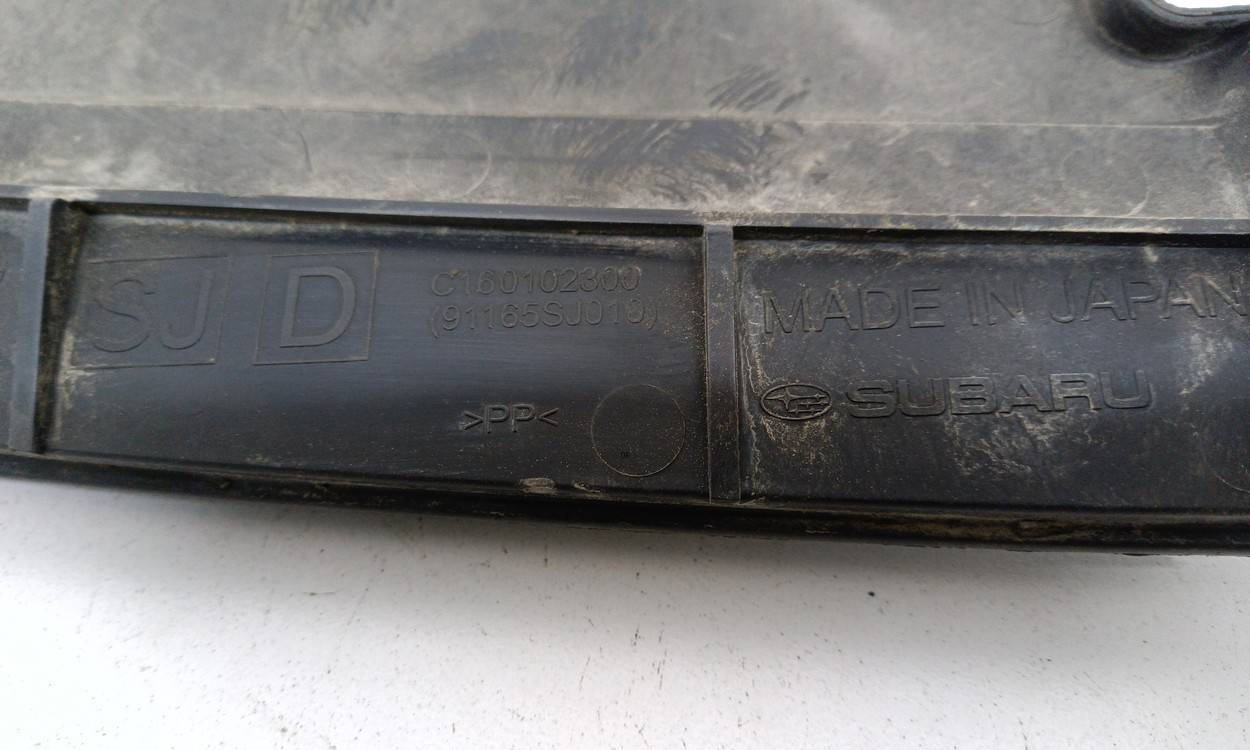 SJ D
C160102300
(91165SJ010)
>PP<
MADE IN JAPAN
SUBARU